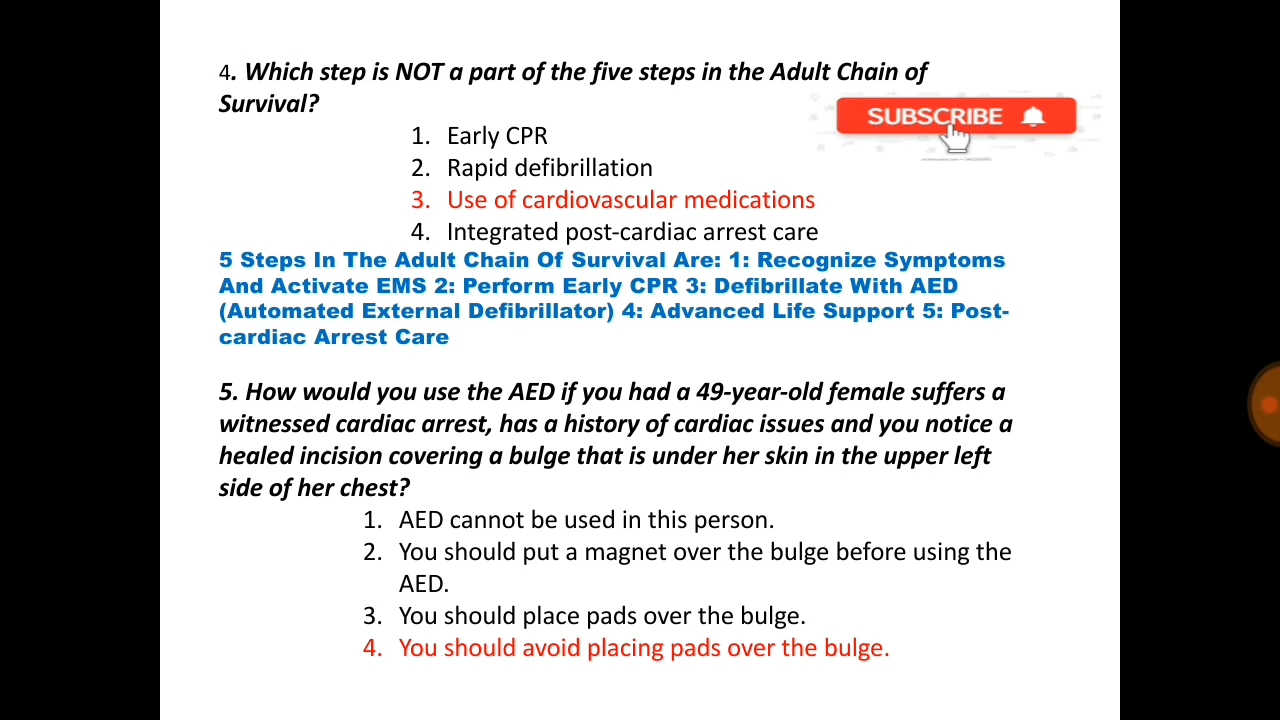 4. Which step is NOT a part of the five steps in the Adult Chain of
Survival?
SUBSCRIBE
1. Early CPR
2. Rapid defibrillation
3. Use of cardiovascular medications
4. Integrated post-cardiac arrest care
5 Steps In The Adult Chain Of Survival Are: 1: Recognize Symptoms
And Activate EMS 2: Perform Early CPR 3: Defibrillate With AED
(Automated External Defibrillator) 4: Advanced Life Support 5: Post-
cardiac Arrest Care
5. How would you use the AED if you had a 49-year-old female suffers a
witnessed cardiac arrest, has a history of cardiac issues and you notice a
healed incision covering a bulge that is under her skin in the upper left
side of her chest?
1. AED cannot be used in this person.
2. You should put a magnet over the bulge before using the
AED.
3. You should place pads over the bulge.
4. You should avoid placing pads over the bulge.